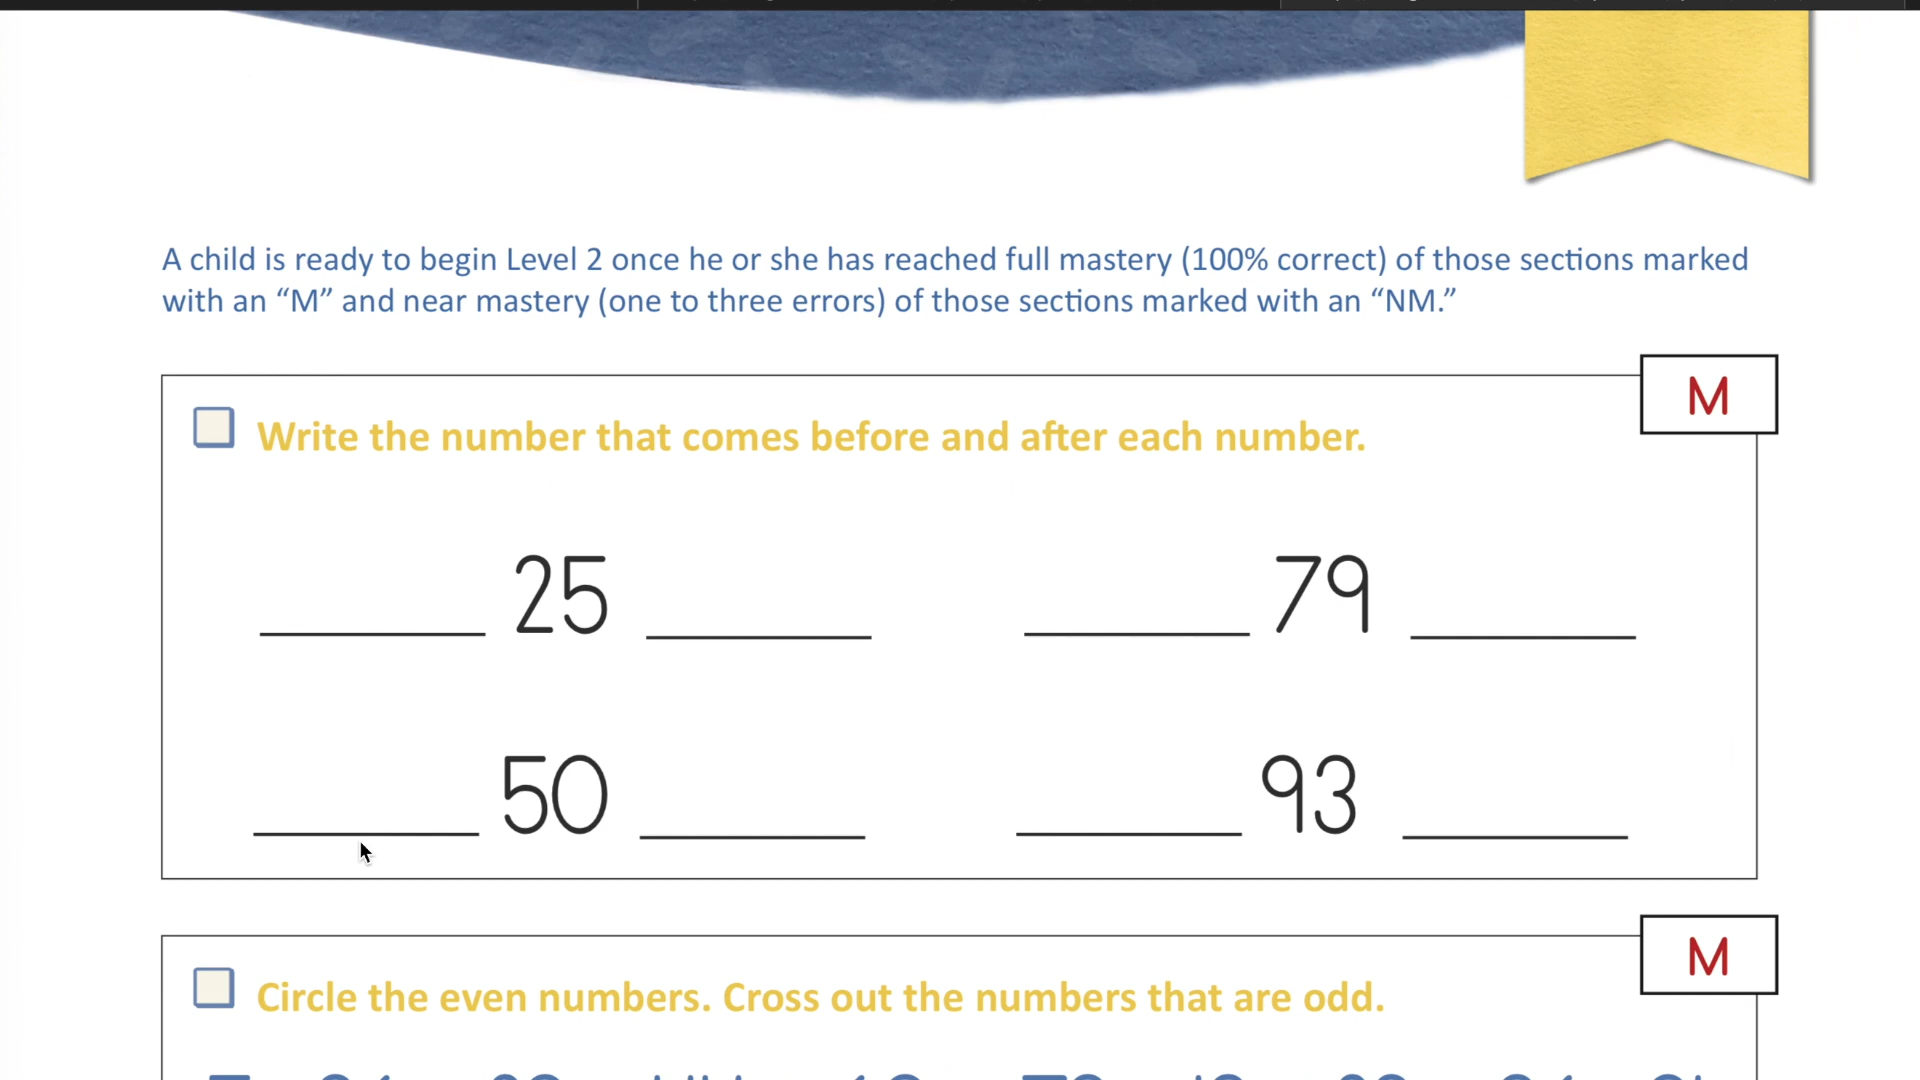 A child is ready to begin Level 2 once he or she has reached full mastery (100% correct) of those sections marked
with an “M” and near mastery (one to three errors) of those sections marked with an “NM.”
M
Write the number that comes before and after each number.
25 79
50 93
M
Circle the even numbers. Cross out the numbers that are odd.